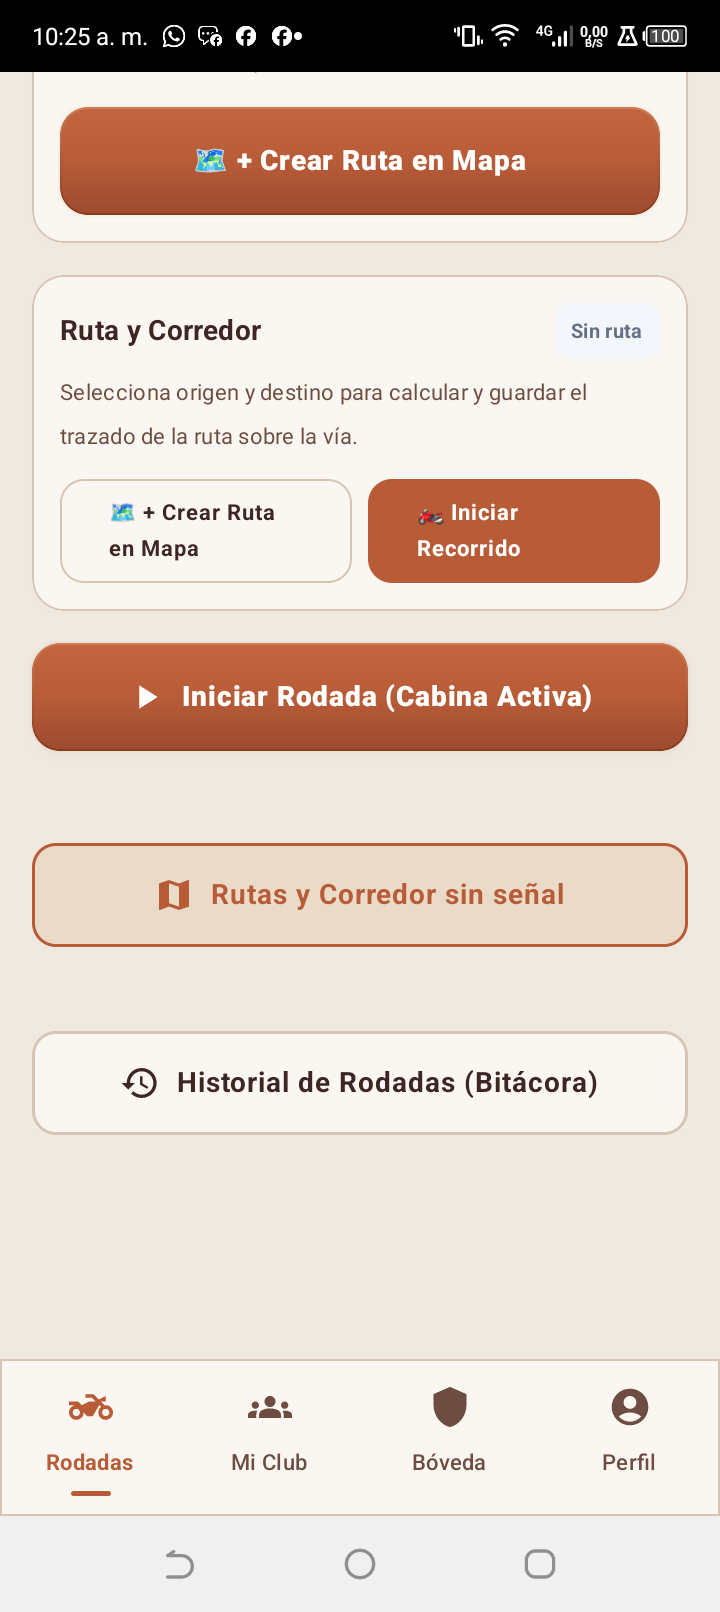 10:25 a. m.
4G
0,00
B/S
100
+ Crear Ruta en Mapa
Ruta y Corredor
Sin ruta
Selecciona origen y destino para calcular y guardar el
trazado de la ruta sobre la vía.
+ Crear Ruta
en Mapa
Iniciar
Recorrido
Iniciar Rodada (Cabina Activa)
Rutas y Corredor sin señal
Historial de Rodadas (Bitácora)
Rodadas
Mi Club
Bóveda
Perfil